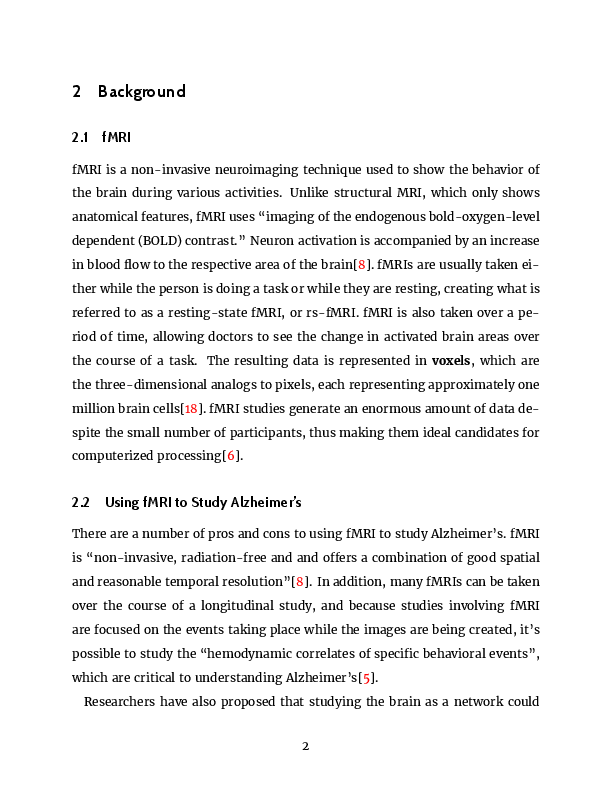 2 Background
2.1 fMRI
fMRI is a non-invasive neuroimaging technique used to show the behavior of
the brain during various activities. Unlike structural MRI, which only shows
anatomical features, fMRI uses “imaging of the endogenous bold-oxygen-level
dependent (BOLD) contrast.” Neuron activation is accompanied by an increase
in blood flow to the respective area of the brain[8]. fMRIs are usually taken ei-
ther while the person is doing a task or while they are resting, creating what is
referred to as a resting-state fMRI, or rs-fMRI. fMRI is also taken over a pe-
riod of time, allowing doctors to see the change in activated brain areas over
the course of a task. The resulting data is represented in voxels, which are
the three-dimensional analogs to pixels, each representing approximately one
million brain cells[18]. fMRI studies generate an enormous amount of data de-
spite the small number of participants, thus making them ideal candidates for
computerized processing[6].
2.2 Using fMRI to Study Alzheimer’s
There are a number of pros and cons to using fMRI to study Alzheimer’s. fMRI
is “non-invasive, radiation-free and and offers a combination of good spatial
and reasonable temporal resolution”[8]. In addition, many fMRIs can be taken
over the course of a longitudinal study, and because studies involving fMRI
are focused on the events taking place while the images are being created, it’s
possible to study the “hemodynamic correlates of specific behavioral events”,
which are critical to understanding Alzheimer’s[5].
Researchers have also proposed that studying the brain as a network could
2